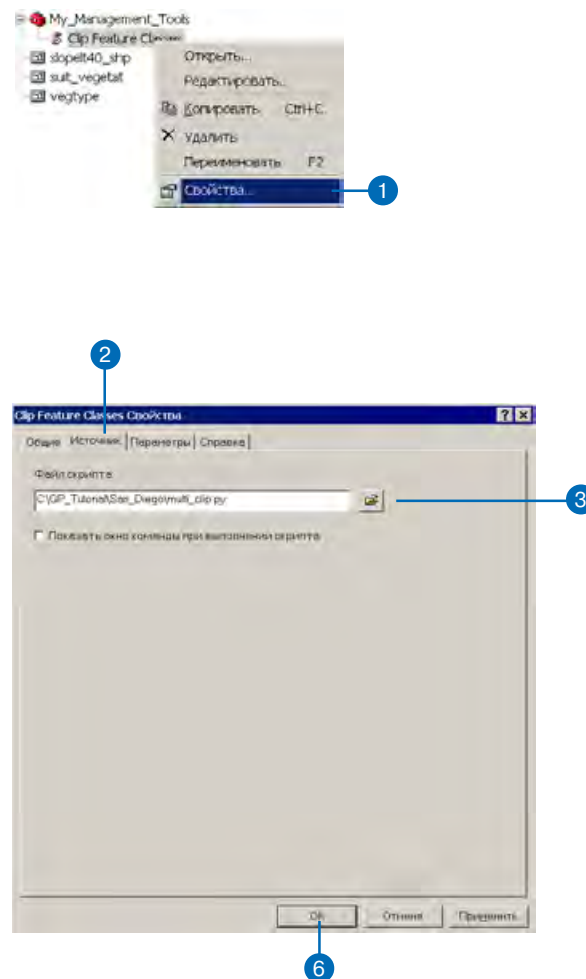 My_Management_Tools
Clip Feature Classes
slopelt40_shp
suit_vegetat
vegtype
Открыть...
Редактировать...
Копировать Ctrl+C
Удалить
Переименовать F2
Свойства...
1
2
Clip Feature Classes Свойства
Общие Источник Параметры Справка
Файл скрипта:
C:\GP_Tutorial\San_Diego\multi_clip.py
3
Показать окно команды при выполнении скрипта
OK Отмена Применить
6